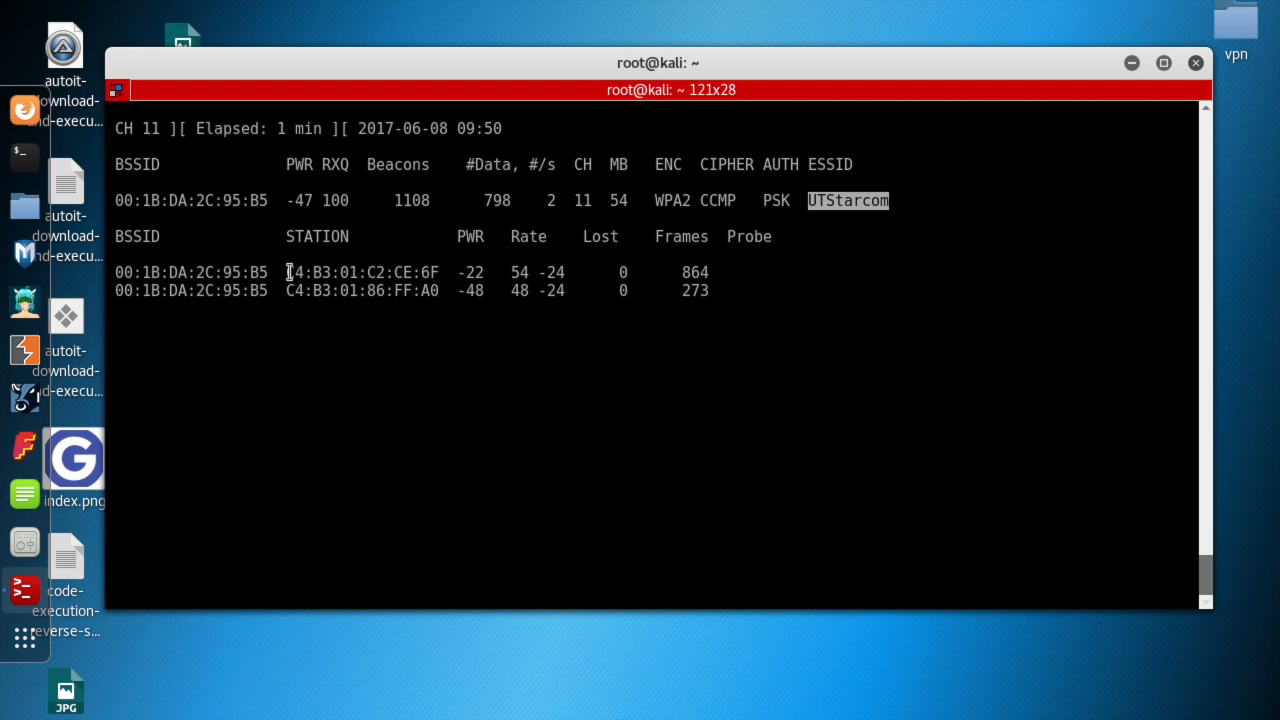 vpn
autoit-
download-
nd-execu...
root@kali: ~
root@kali: ~ 121x28
CH 11 ][ Elapsed: 1 min ][ 2017-06-08 09:50
BSSID PWR RXQ Beacons #Data, #/s CH MB ENC CIPHER AUTH ESSID
00:1B:DA:2C:95:B5 -47 100 1108 798 2 11 54 WPA2 CCMP PSK UTStarcom
BSSID STATION PWR Rate Lost Frames Probe
00:1B:DA:2C:95:B5 C4:B3:01:C2:CE:6F -22 54 -24 0 864
00:1B:DA:2C:95:B5 C4:B3:01:86:FF:A0 -48 48 -24 0 273
autoit-
download-
nd-execu...
autoit-
download-
nd-execu...
G
index.png
code-
execution-
everse-s...
JPG